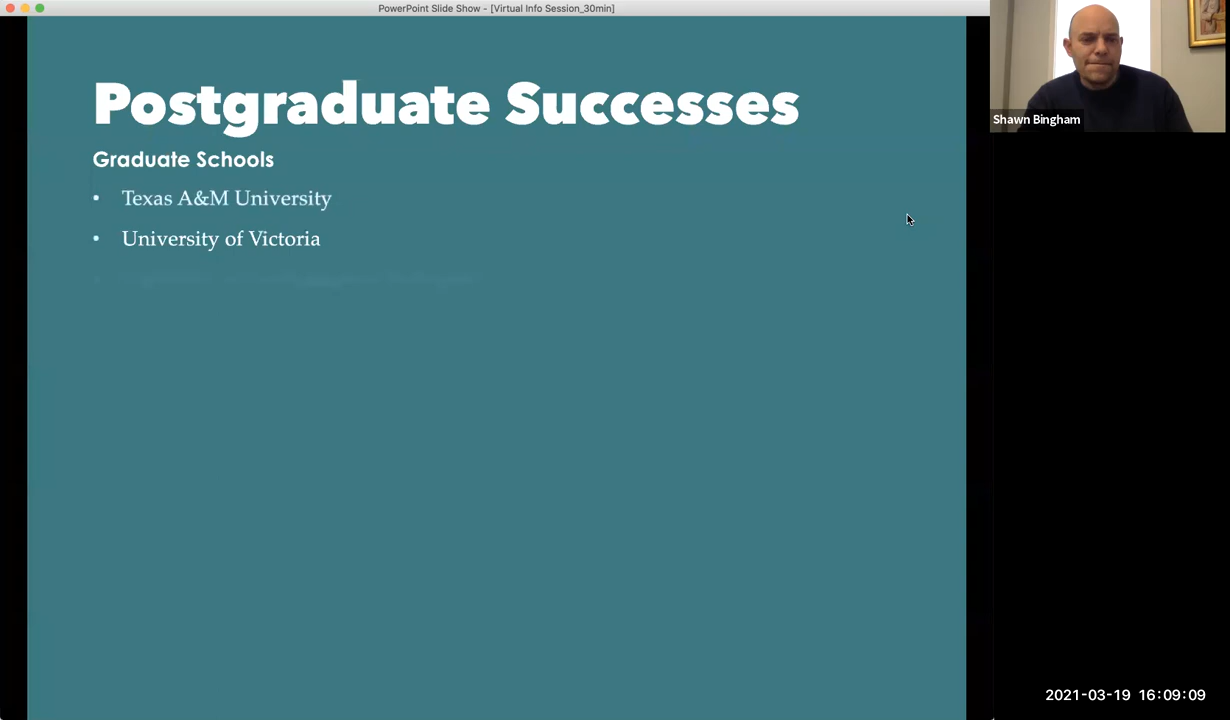 PowerPoint Slide Show - [Virtual Info Session_30min]
Postgraduate Successes
Graduate Schools
• Texas A&M University
• University of Victoria
Shawn Bingham
2021-03-19 16:09:09